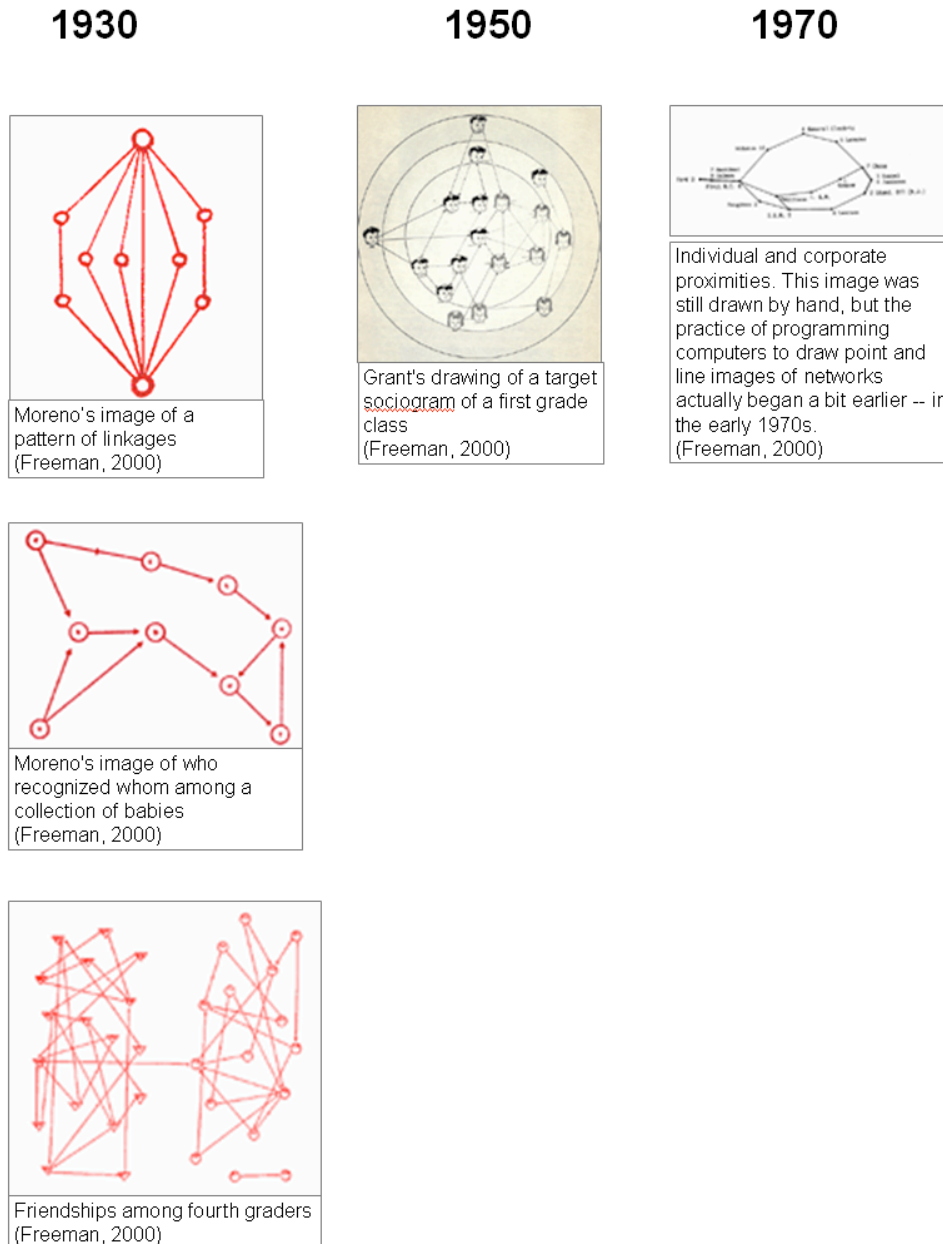 1930
1950
1970
Moreno's image of a
pattern of linkages
(Freeman, 2000)
Grant's drawing of a target
sociogram of a first grade
class
(Freeman, 2000)
Individual and corporate
proximities. This image was
still drawn by hand, but the
practice of programming
computers to draw point and
line images of networks
actually began a bit earlier -- in
the early 1970s.
(Freeman, 2000)
Moreno's image of who
recognized whom among a
collection of babies
(Freeman, 2000)
Friendships among fourth graders
(Freeman, 2000)